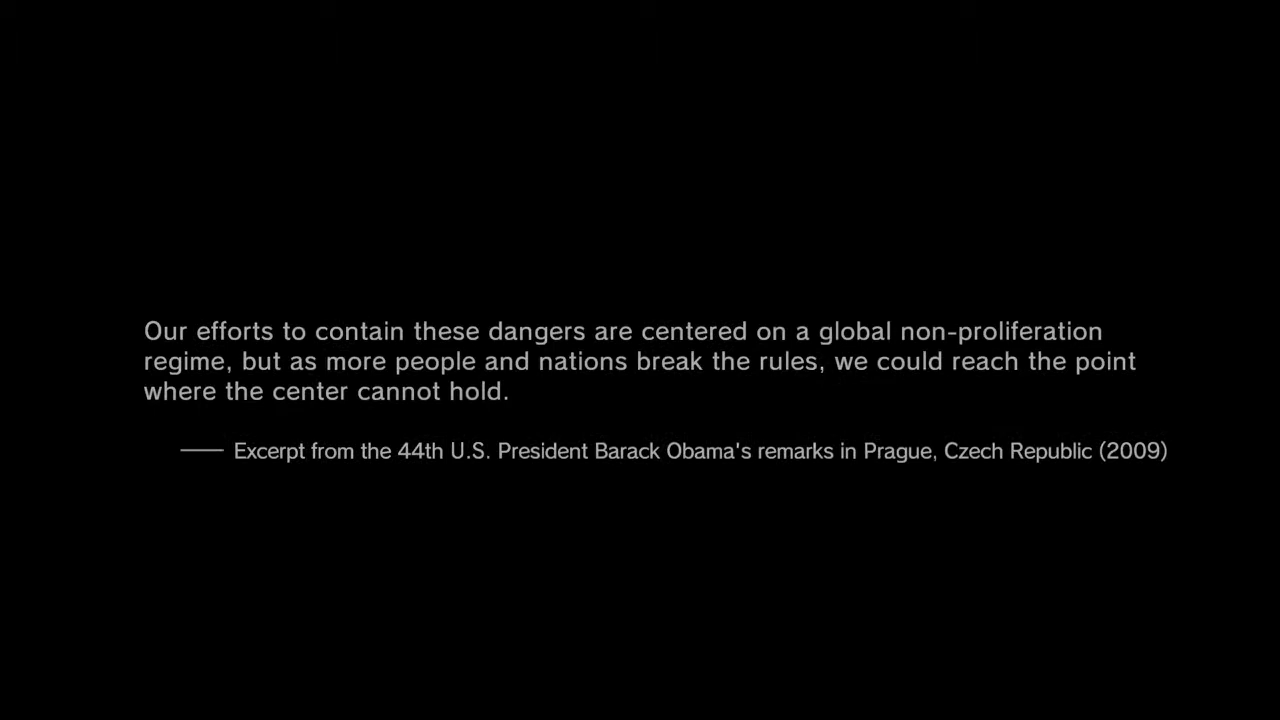 Our efforts to contain these dangers are centered on a global non-proliferation
regime, but as more people and nations break the rules, we could reach the point
where the center cannot hold.
—— Excerpt from the 44th U.S. President Barack Obama's remarks in Prague, Czech Republic (2009)